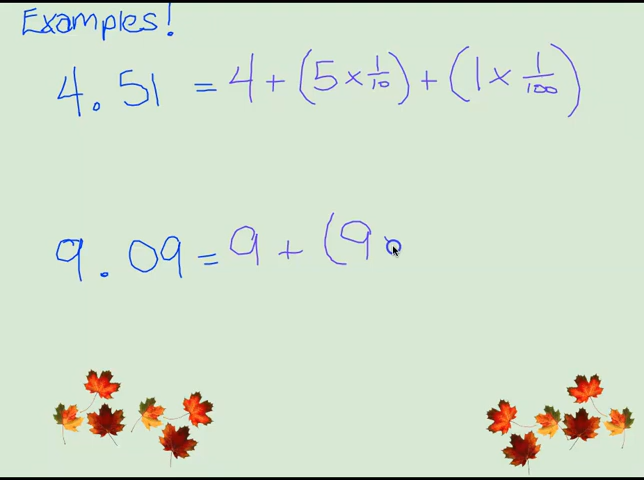 Examples!
4.51 = 4 + (5 × 1/10) + (1 × 1/100)
9.09 = 9 + (9